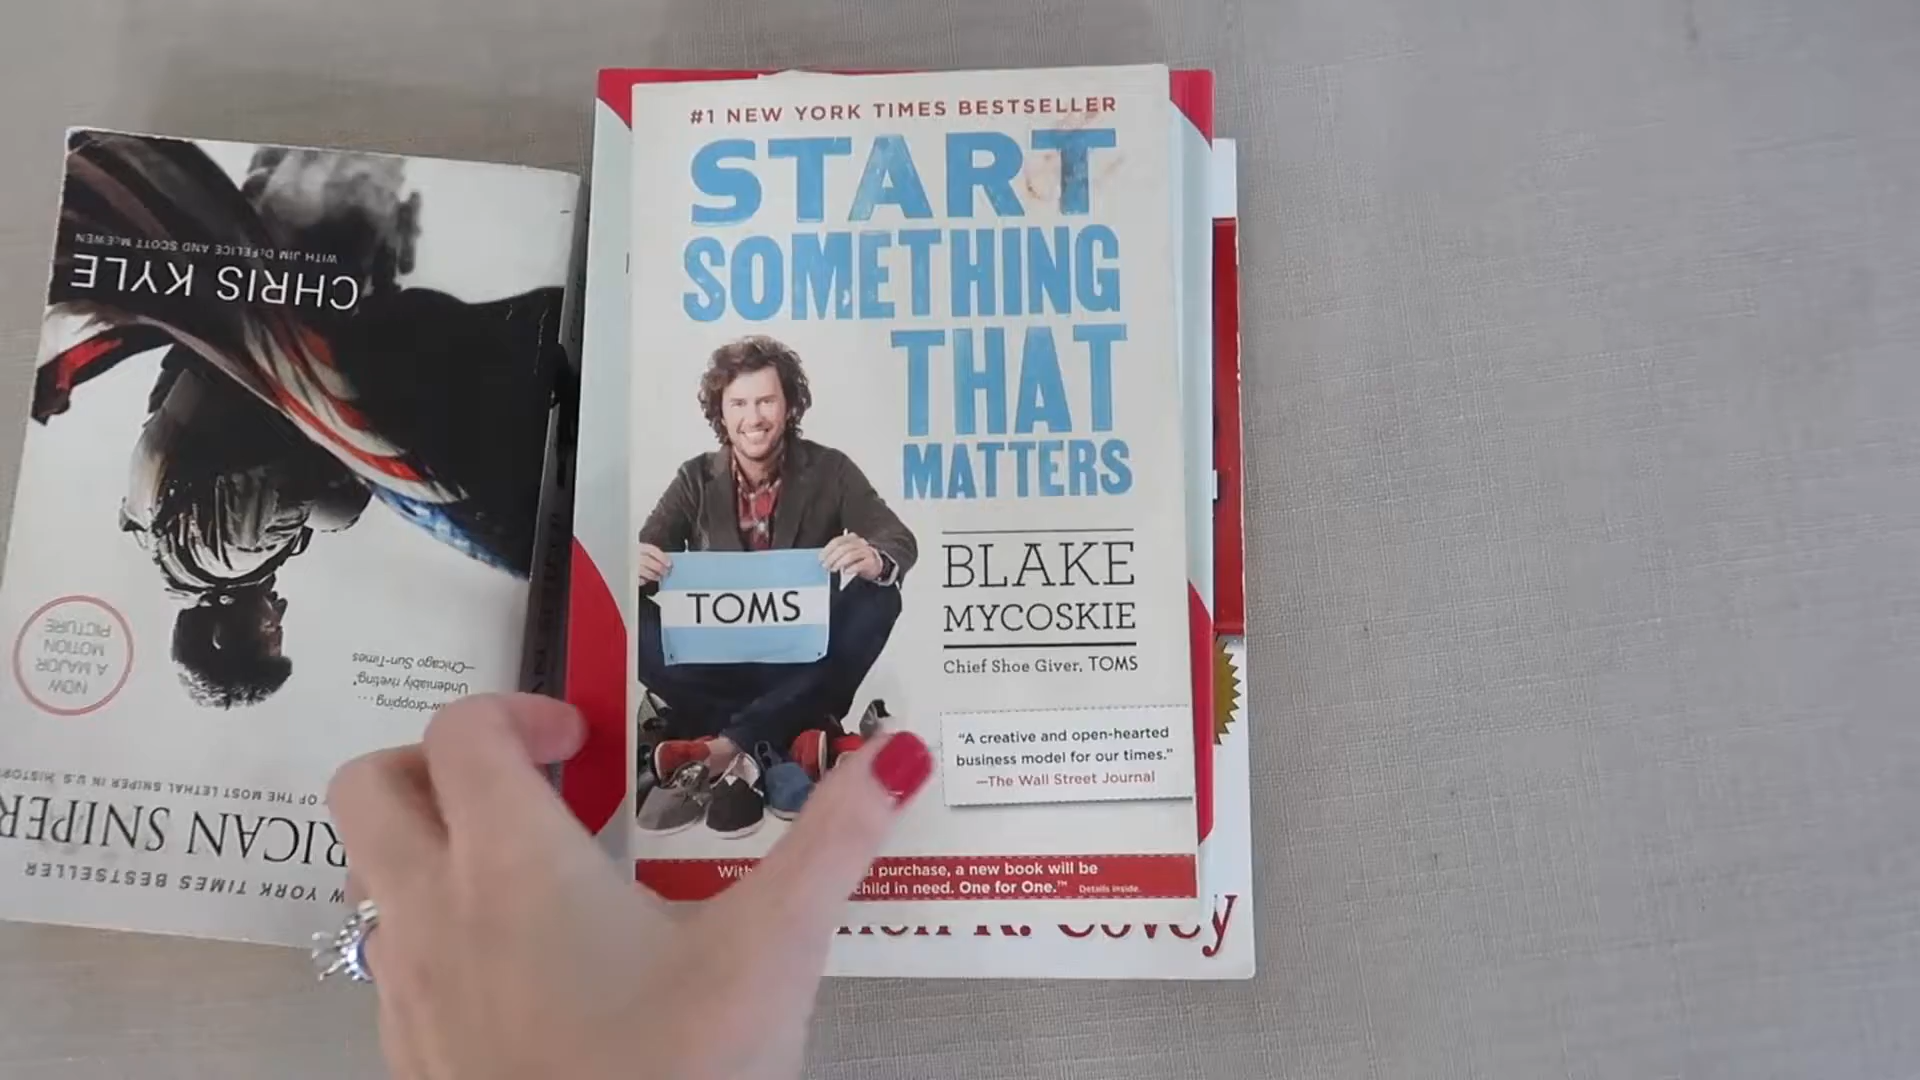 #1 NEW YORK TIMES BESTSELLER
START
SOMETHING
THAT
MATTERS
TOMS
BLAKE
MYCOSKIE
Chief Shoe Giver, TOMS
“A creative and open-hearted
business model for our times.”
—The Wall Street Journal
purchase, a new book will be
child in need. One for One.™ Details inside.
R. Covey
YORK TIMES BESTSELLER
RICAN SNIPER
OF THE MOST LETHAL SNIPER IN U.S. HISTORY
Undeniably riveting”
—Chicago Sun-Times
NOW
A MAJOR
MOTION
PICTURE
CHRIS KYLE
WITH JIM DeFELICE AND SCOTT McEWEN